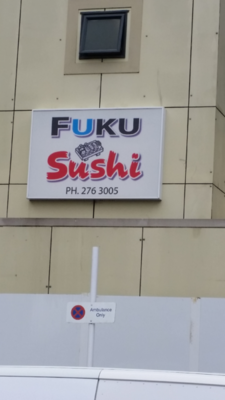 FUKU
Sushi
PH. 276 3005
Ambulance
Only